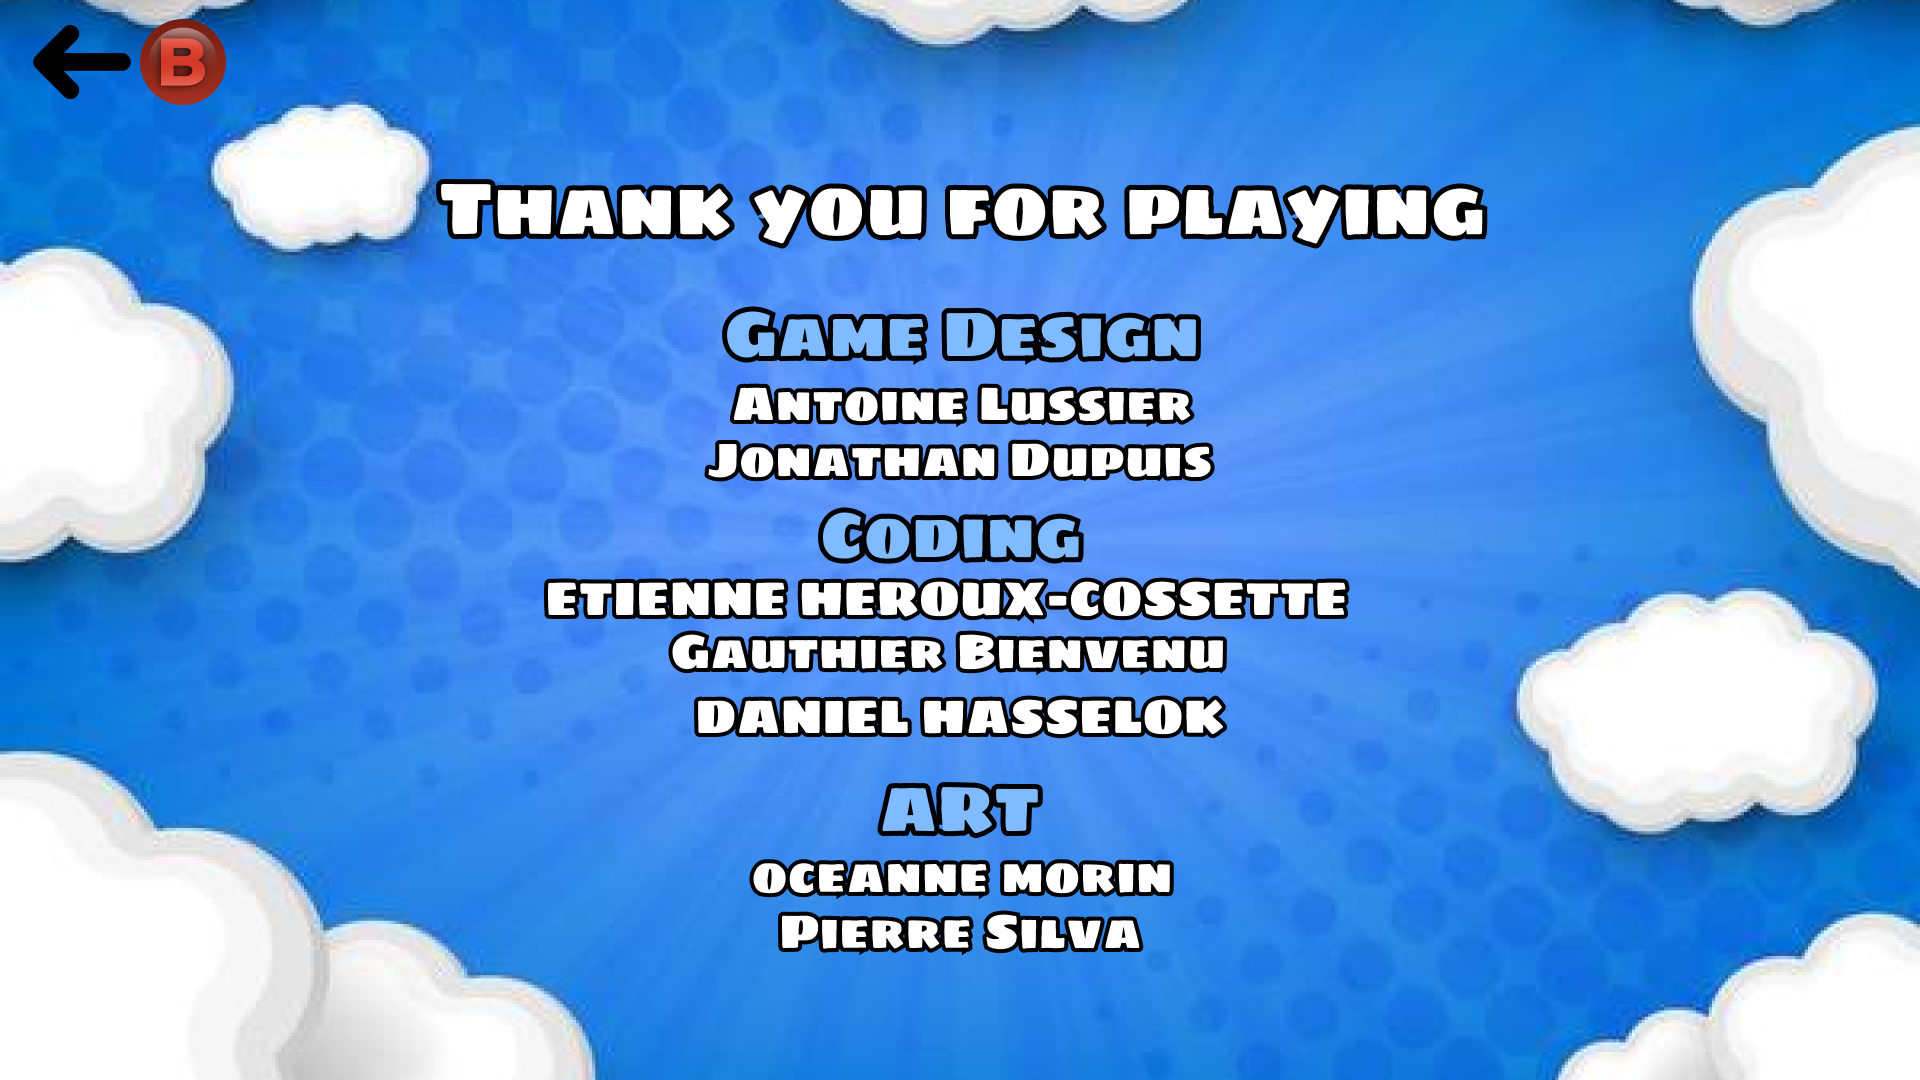 B
Thank you for playing
Game Design
Antoine Lussier
Jonathan Dupuis
Coding
ETIENNE HEROUX-COSSETTE
Gauthier Bienvenu
DANIEL HASSELOK
ART
OCEANNE MORIN
Pierre Silva